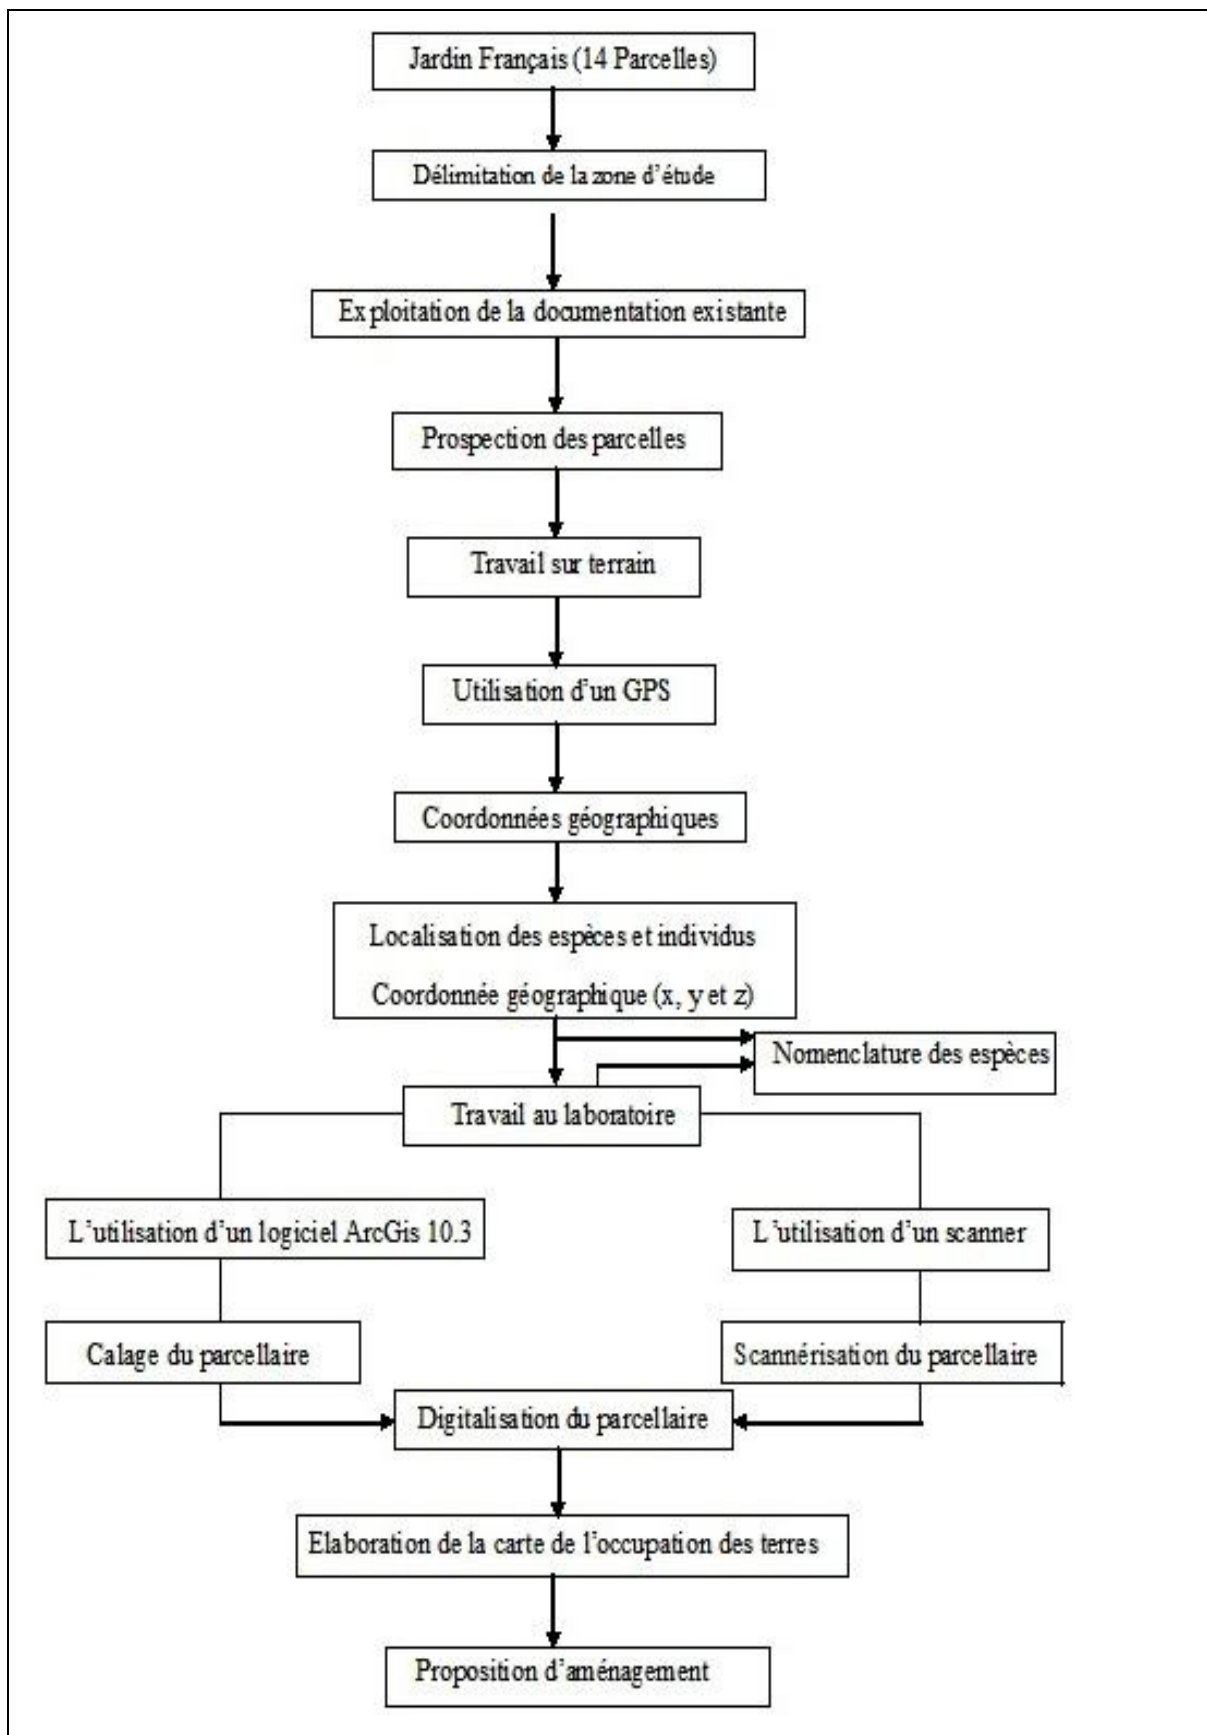 Jardin Français (14 Parcelles)
Délimitation de la zone d'étude
Exploitation de la documentation existante
Prospection des parcelles
Travail sur terrain
Utilisation d'un GPS
Coordonnées géographiques
Localisation des espèces et individus
Coordonnée géographique (x, y et z)
Nomenclature des espèces
Travail au laboratoire
L'utilisation d'un logiciel ArcGis 10.3
L'utilisation d'un scanner
Calage du parcellaire
Scannérisation du parcellaire
Digitalisation du parcellaire
Elaboration de la carte de l'occupation des terres
Proposition d'aménagement